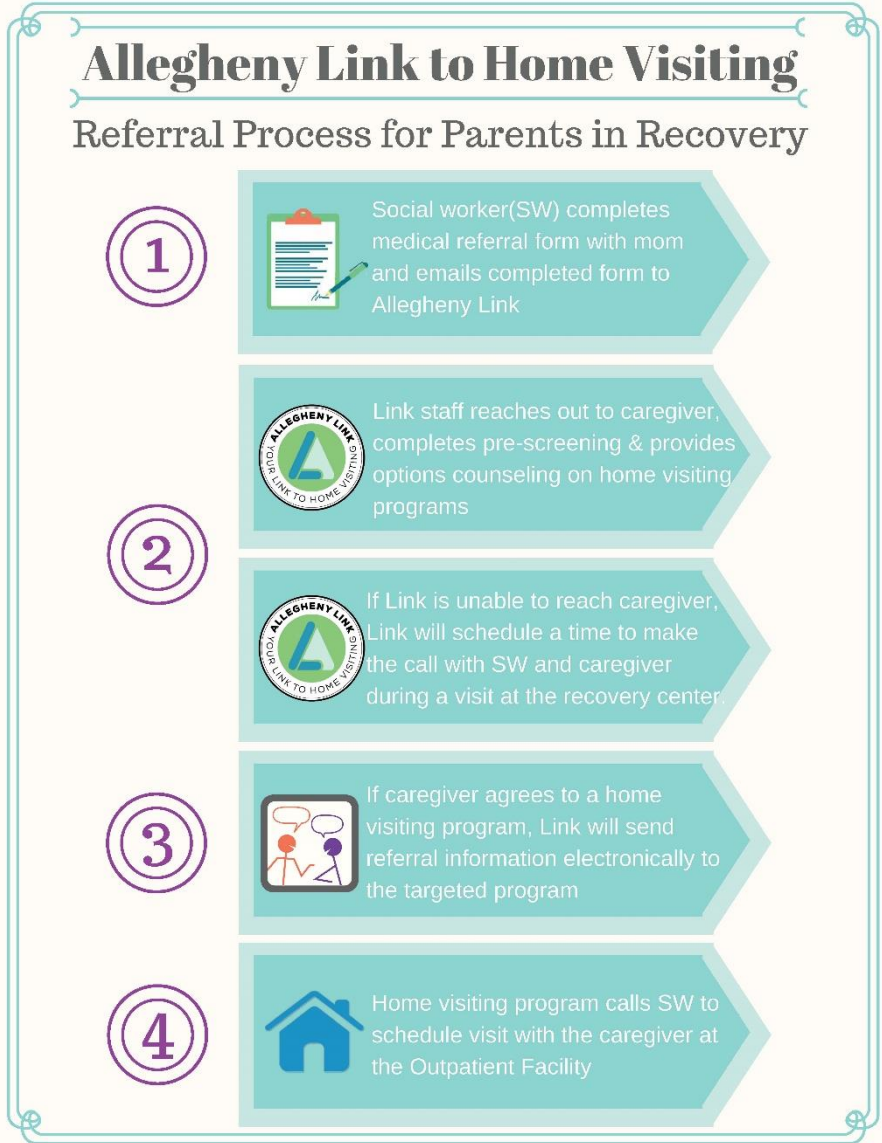 Allegheny Link to Home Visiting
Referral Process for Parents in Recovery
1
Social worker(SW) completes
medical referral form with mom
and emails completed form to
Allegheny Link
2
ALLEGHENY LINK
YOUR LINK TO HOME VISITING
Link staff reaches out to caregiver,
completes pre-screening & provides
options counseling on home visiting
programs
ALLEGHENY LINK
YOUR LINK TO HOME VISITING
If Link is unable to reach caregiver,
Link will schedule a time to make
the call with SW and caregiver
during a visit at the recovery center.
3
If caregiver agrees to a home
visiting program, Link will send
referral information electronically to
the targeted program
4
Home visiting program calls SW to
schedule visit with the caregiver at
the Outpatient Facility